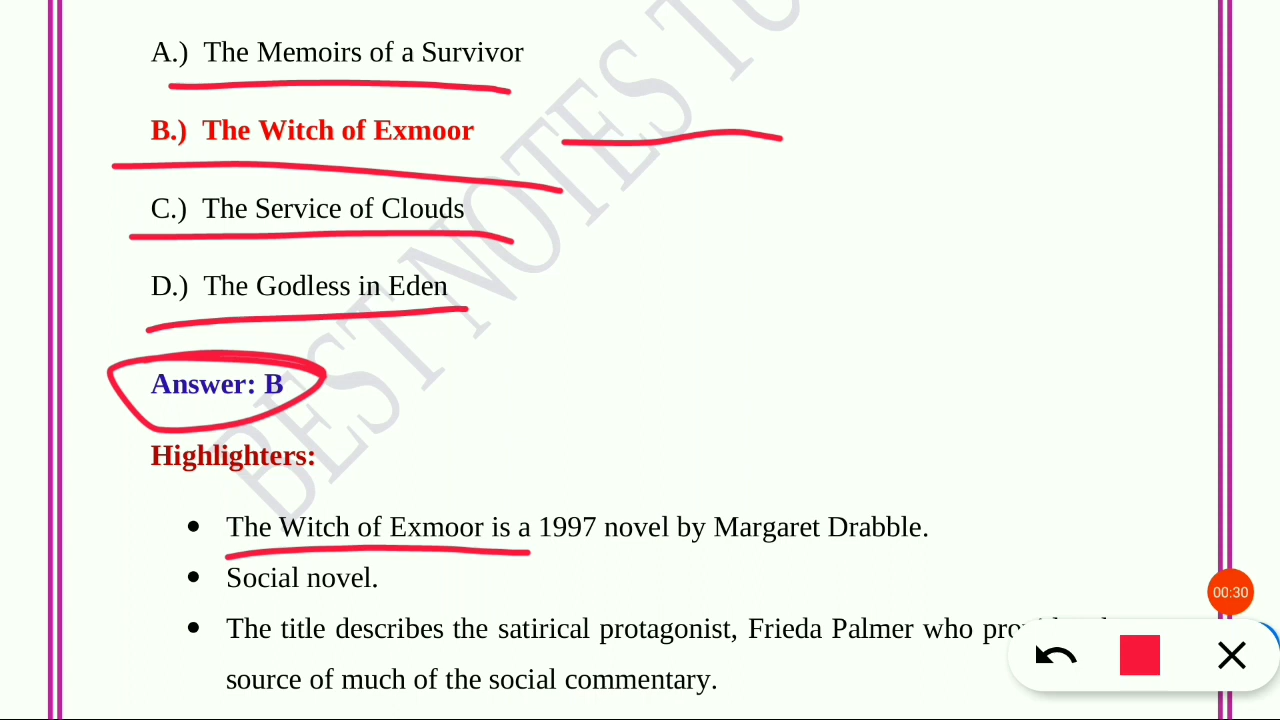 A.) The Memoirs of a Survivor
B.) The Witch of Exmoor
C.) The Service of Clouds
D.) The Godless in Eden
Answer: B
Highlighters:
• The Witch of Exmoor is a 1997 novel by Margaret Drabble.
• Social novel.
• The title describes the satirical protagonist, Frieda Palmer who
source of much of the social commentary.
BEST NOTES
00:30